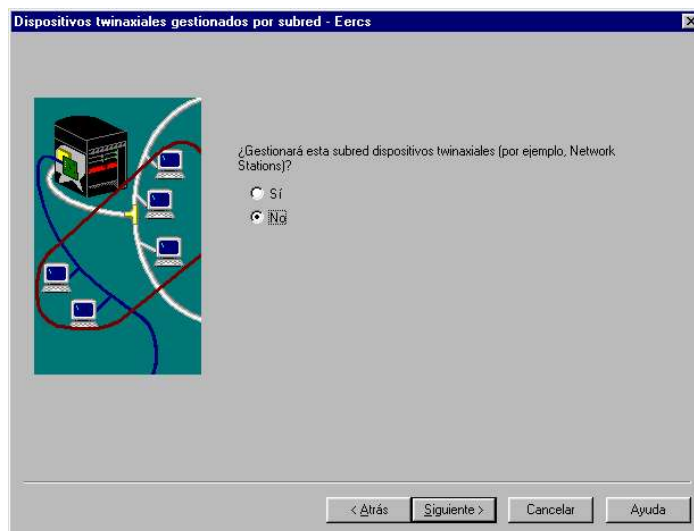 Dispositivos twinaxiales gestionados por subred - Eercs
¿Gestionará esta subred dispositivos twinaxiales (por ejemplo, Network
Stations)?
Sí
No
< Atrás Siguiente > Cancelar Ayuda